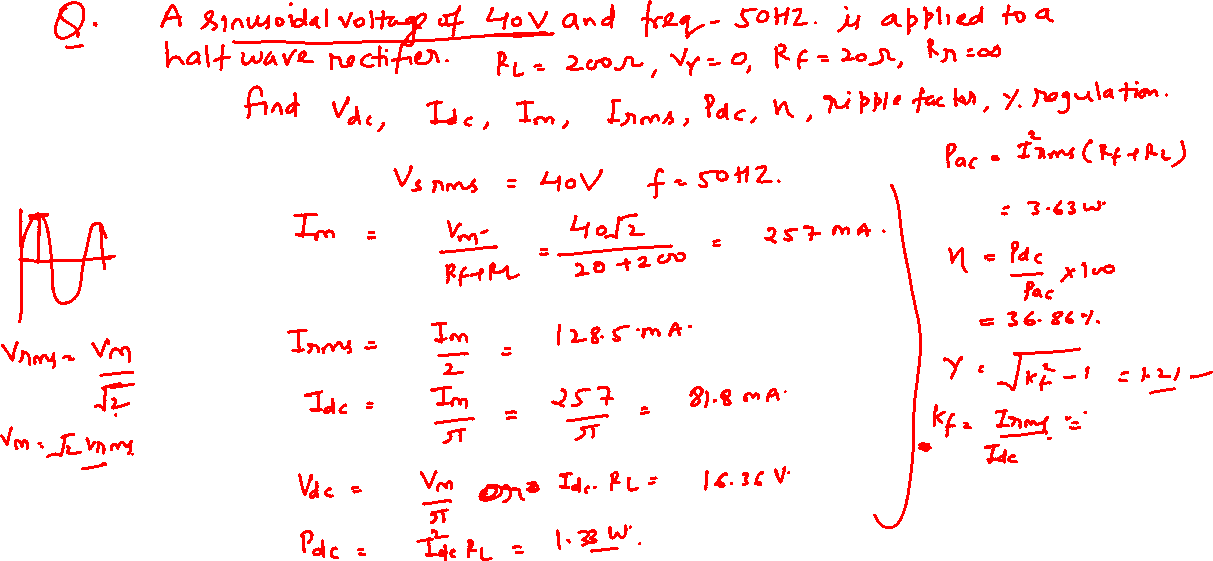 Q. A sinusoidal voltage of 40V and freq - 50HZ. is applied to a
half wave rectifier. RL = 200Ω, Vγ = 0, Rf = 20Ω, Rr = ∞
find Vdc, Idc, Im, Irms, Pdc, η, ripple factor, %. regulation.
Vs rms = 40V f = 50HZ.
Im = Vm / (Rf+RL) = 40√2 / (20+200) = 257 mA.
Vrms = Vm / √2
Vm = √2 Vrms
Irms = Im / 2 = 128.5 mA.
Idc = Im / π = 257 / π = 81.8 mA.
Vdc = Vm / π or Idc. RL = 16.36 V.
Pdc = I²dc RL = 1.33 W.
Pac = I²rms (Rf+RL)
= 3.63 W
η = Pdc / Pac × 100
= 36.86%.
γ = √(kf² - 1) = 1.21
kf = Irms / Idc =